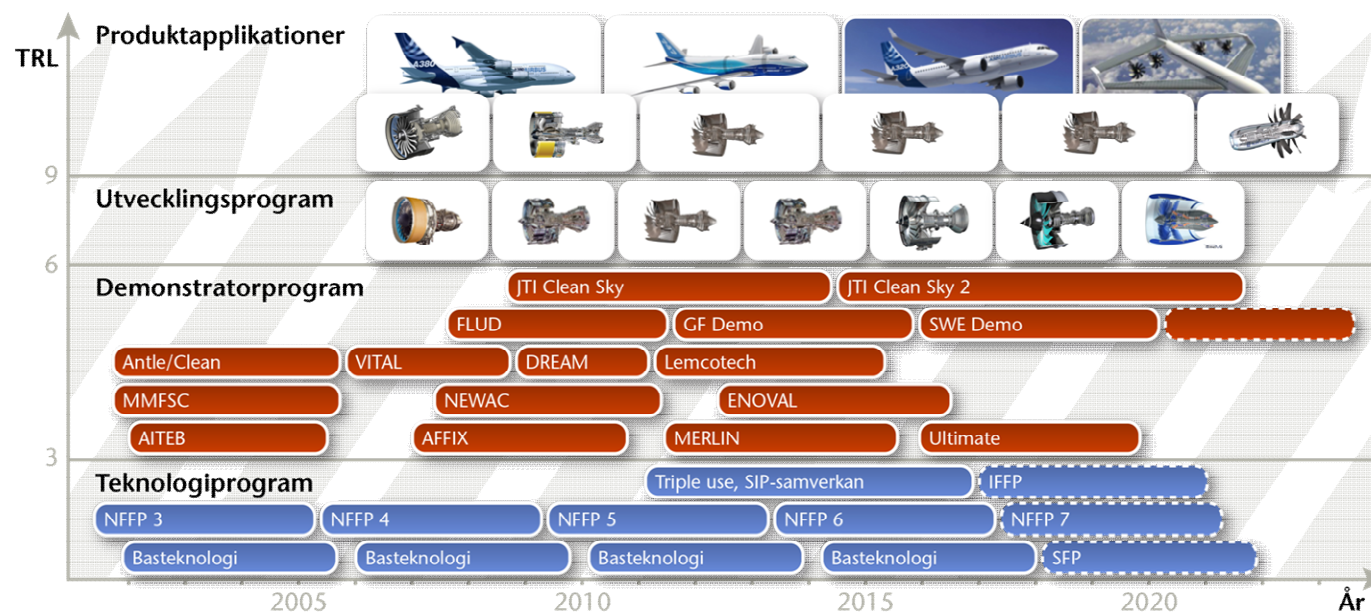 TRL
Produktapplikationer
A380
AIRBUS
A320
9
Utvecklingsprogram
6
Demonstratorprogram
JTI Clean Sky
JTI Clean Sky 2
FLUD
GF Demo
SWE Demo
Antle/Clean
VITAL
DREAM
Lemcotech
MMFSC
NEWAC
ENOVAL
AITEB
AFFIX
MERLIN
Ultimate
3
Teknologiprogram
Triple use, SIP-samverkan
IFFP
NFFP 3
NFFP 4
NFFP 5
NFFP 6
NFFP 7
Basteknologi
Basteknologi
Basteknologi
Basteknologi
SFP
2005
2010
2015
2020
År